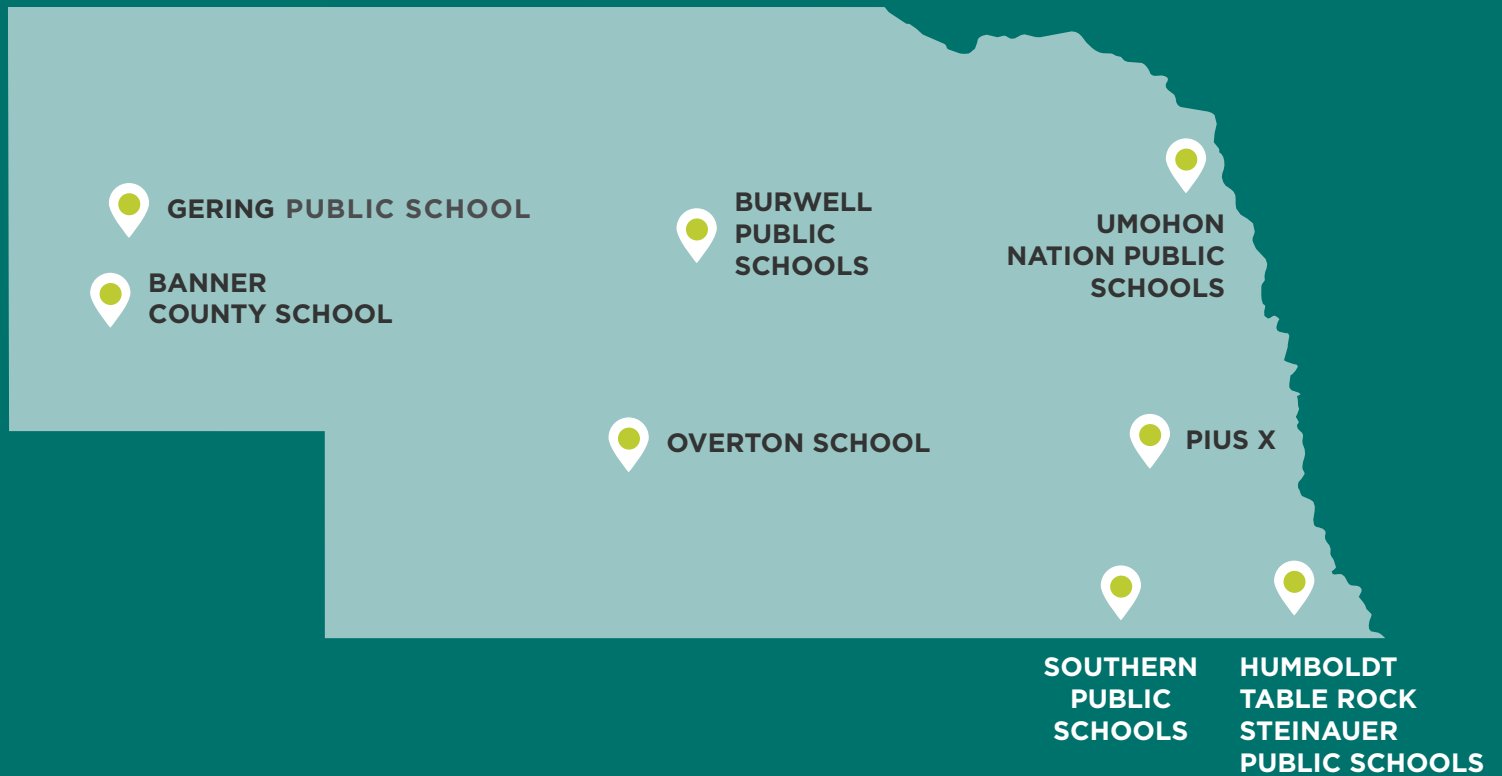 GERING PUBLIC SCHOOL
BANNER
COUNTY SCHOOL
BURWELL
PUBLIC
SCHOOLS
UMOHON
NATION PUBLIC
SCHOOLS
OVERTON SCHOOL
PIUS X
SOUTHERN
PUBLIC
SCHOOLS
HUMBOLDT
TABLE ROCK
STEINAUER
PUBLIC SCHOOLS